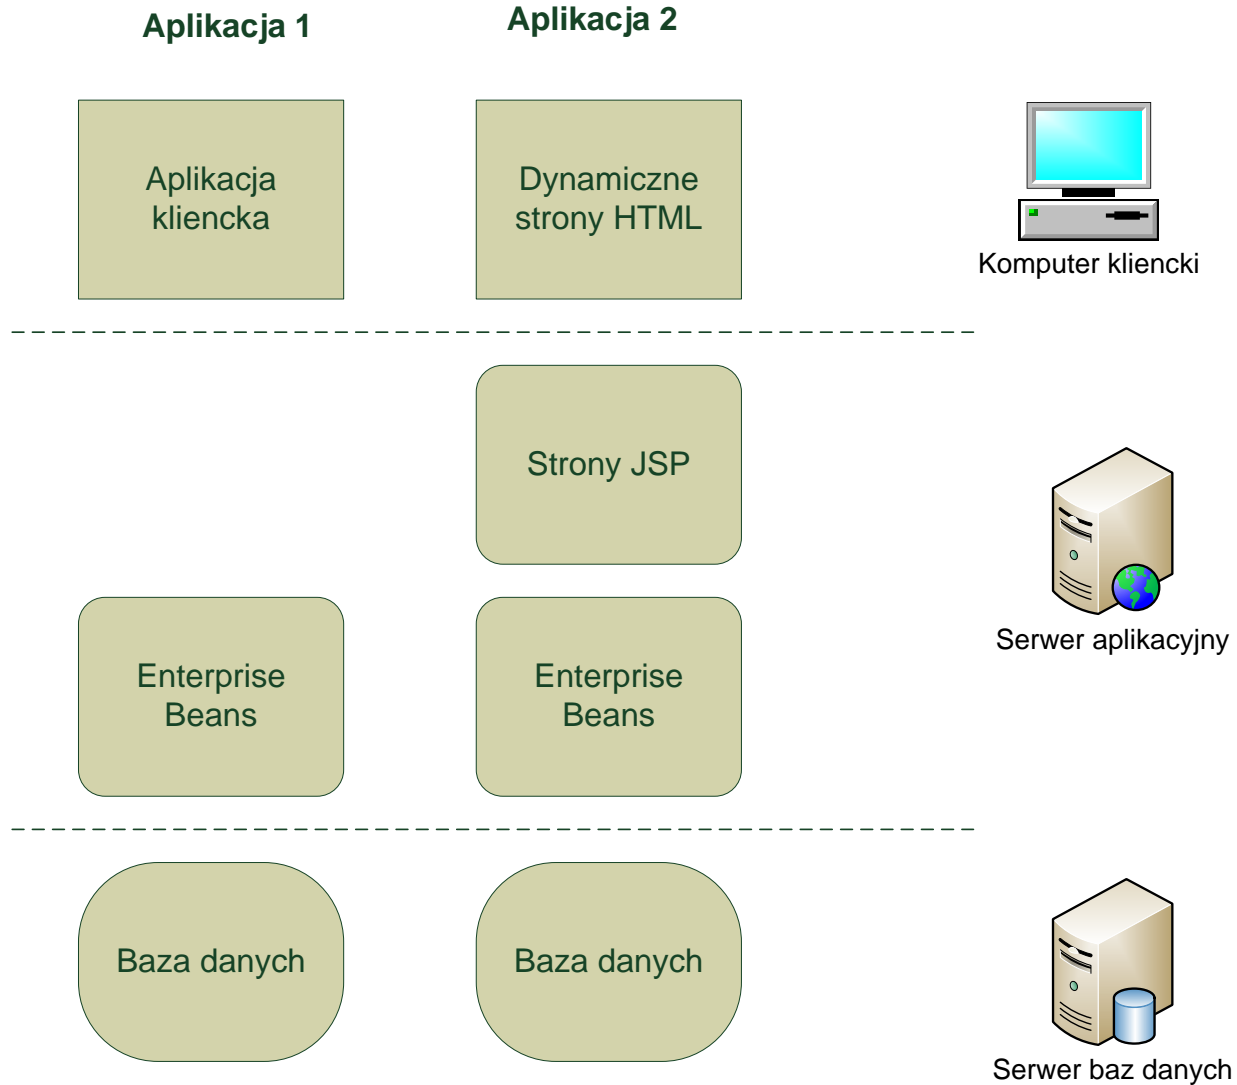 Aplikacja 1
Aplikacja 2
Aplikacja
kliencka
Dynamiczne
strony HTML
Komputer kliencki
Strony JSP
Serwer aplikacyjny
Enterprise
Beans
Enterprise
Beans
Baza danych
Baza danych
Serwer baz danych